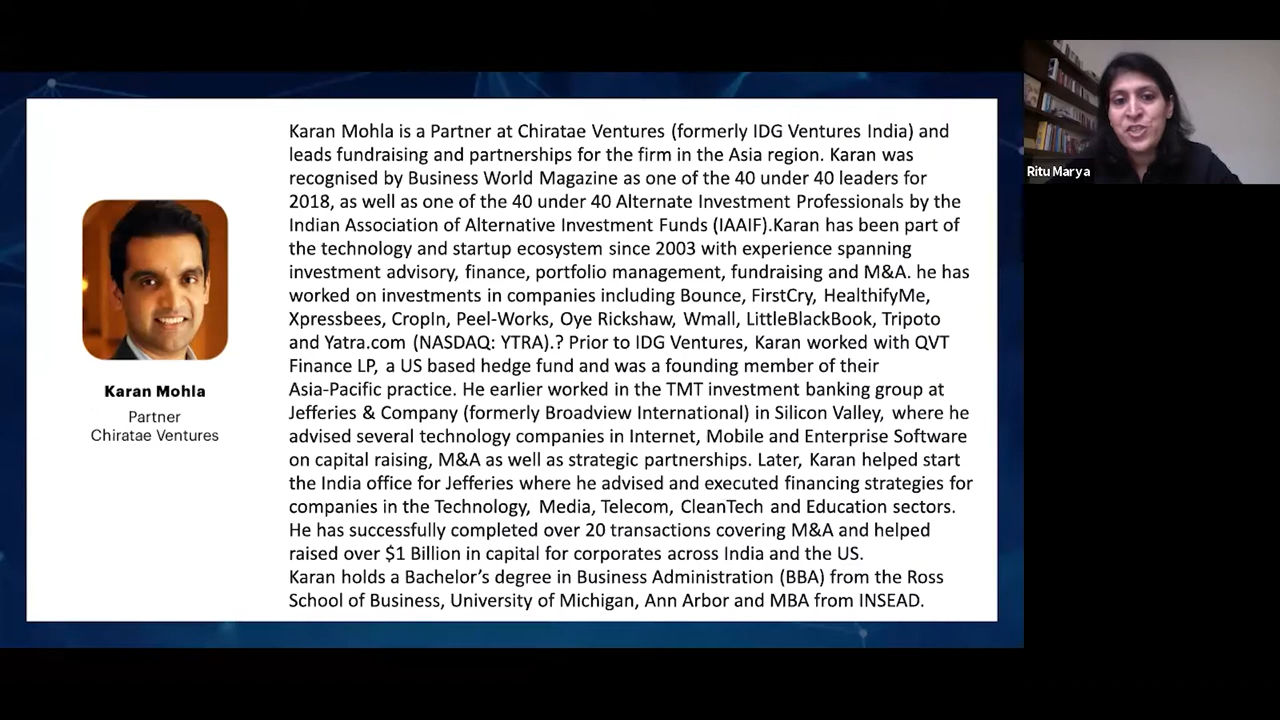 Karan Mohla is a Partner at Chiratae Ventures (formerly IDG Ventures India) and
leads fundraising and partnerships for the firm in the Asia region. Karan was
recognised by Business World Magazine as one of the 40 under 40 leaders for
2018, as well as one of the 40 under 40 Alternate Investment Professionals by the
Indian Association of Alternative Investment Funds (IAAIF).Karan has been part of
the technology and startup ecosystem since 2003 with experience spanning
investment advisory, finance, portfolio management, fundraising and M&A. he has
worked on investments in companies including Bounce, FirstCry, HealthifyMe,
Xpressbees, CropIn, Peel-Works, Oye Rickshaw, Wmall, LittleBlackBook, Tripoto
and Yatra.com (NASDAQ: YTRA).? Prior to IDG Ventures, Karan worked with QVT
Finance LP, a US based hedge fund and was a founding member of their
Asia-Pacific practice. He earlier worked in the TMT investment banking group at
Jefferies & Company (formerly Broadview International) in Silicon Valley, where he
advised several technology companies in Internet, Mobile and Enterprise Software
on capital raising, M&A as well as strategic partnerships. Later, Karan helped start
the India office for Jefferies where he advised and executed financing strategies for
companies in the Technology, Media, Telecom, CleanTech and Education sectors.
He has successfully completed over 20 transactions covering M&A and helped
raised over $1 Billion in capital for corporates across India and the US.
Karan holds a Bachelor’s degree in Business Administration (BBA) from the Ross
School of Business, University of Michigan, Ann Arbor and MBA from INSEAD.
Karan Mohla
Partner
Chiratae Ventures
Ritu Marya